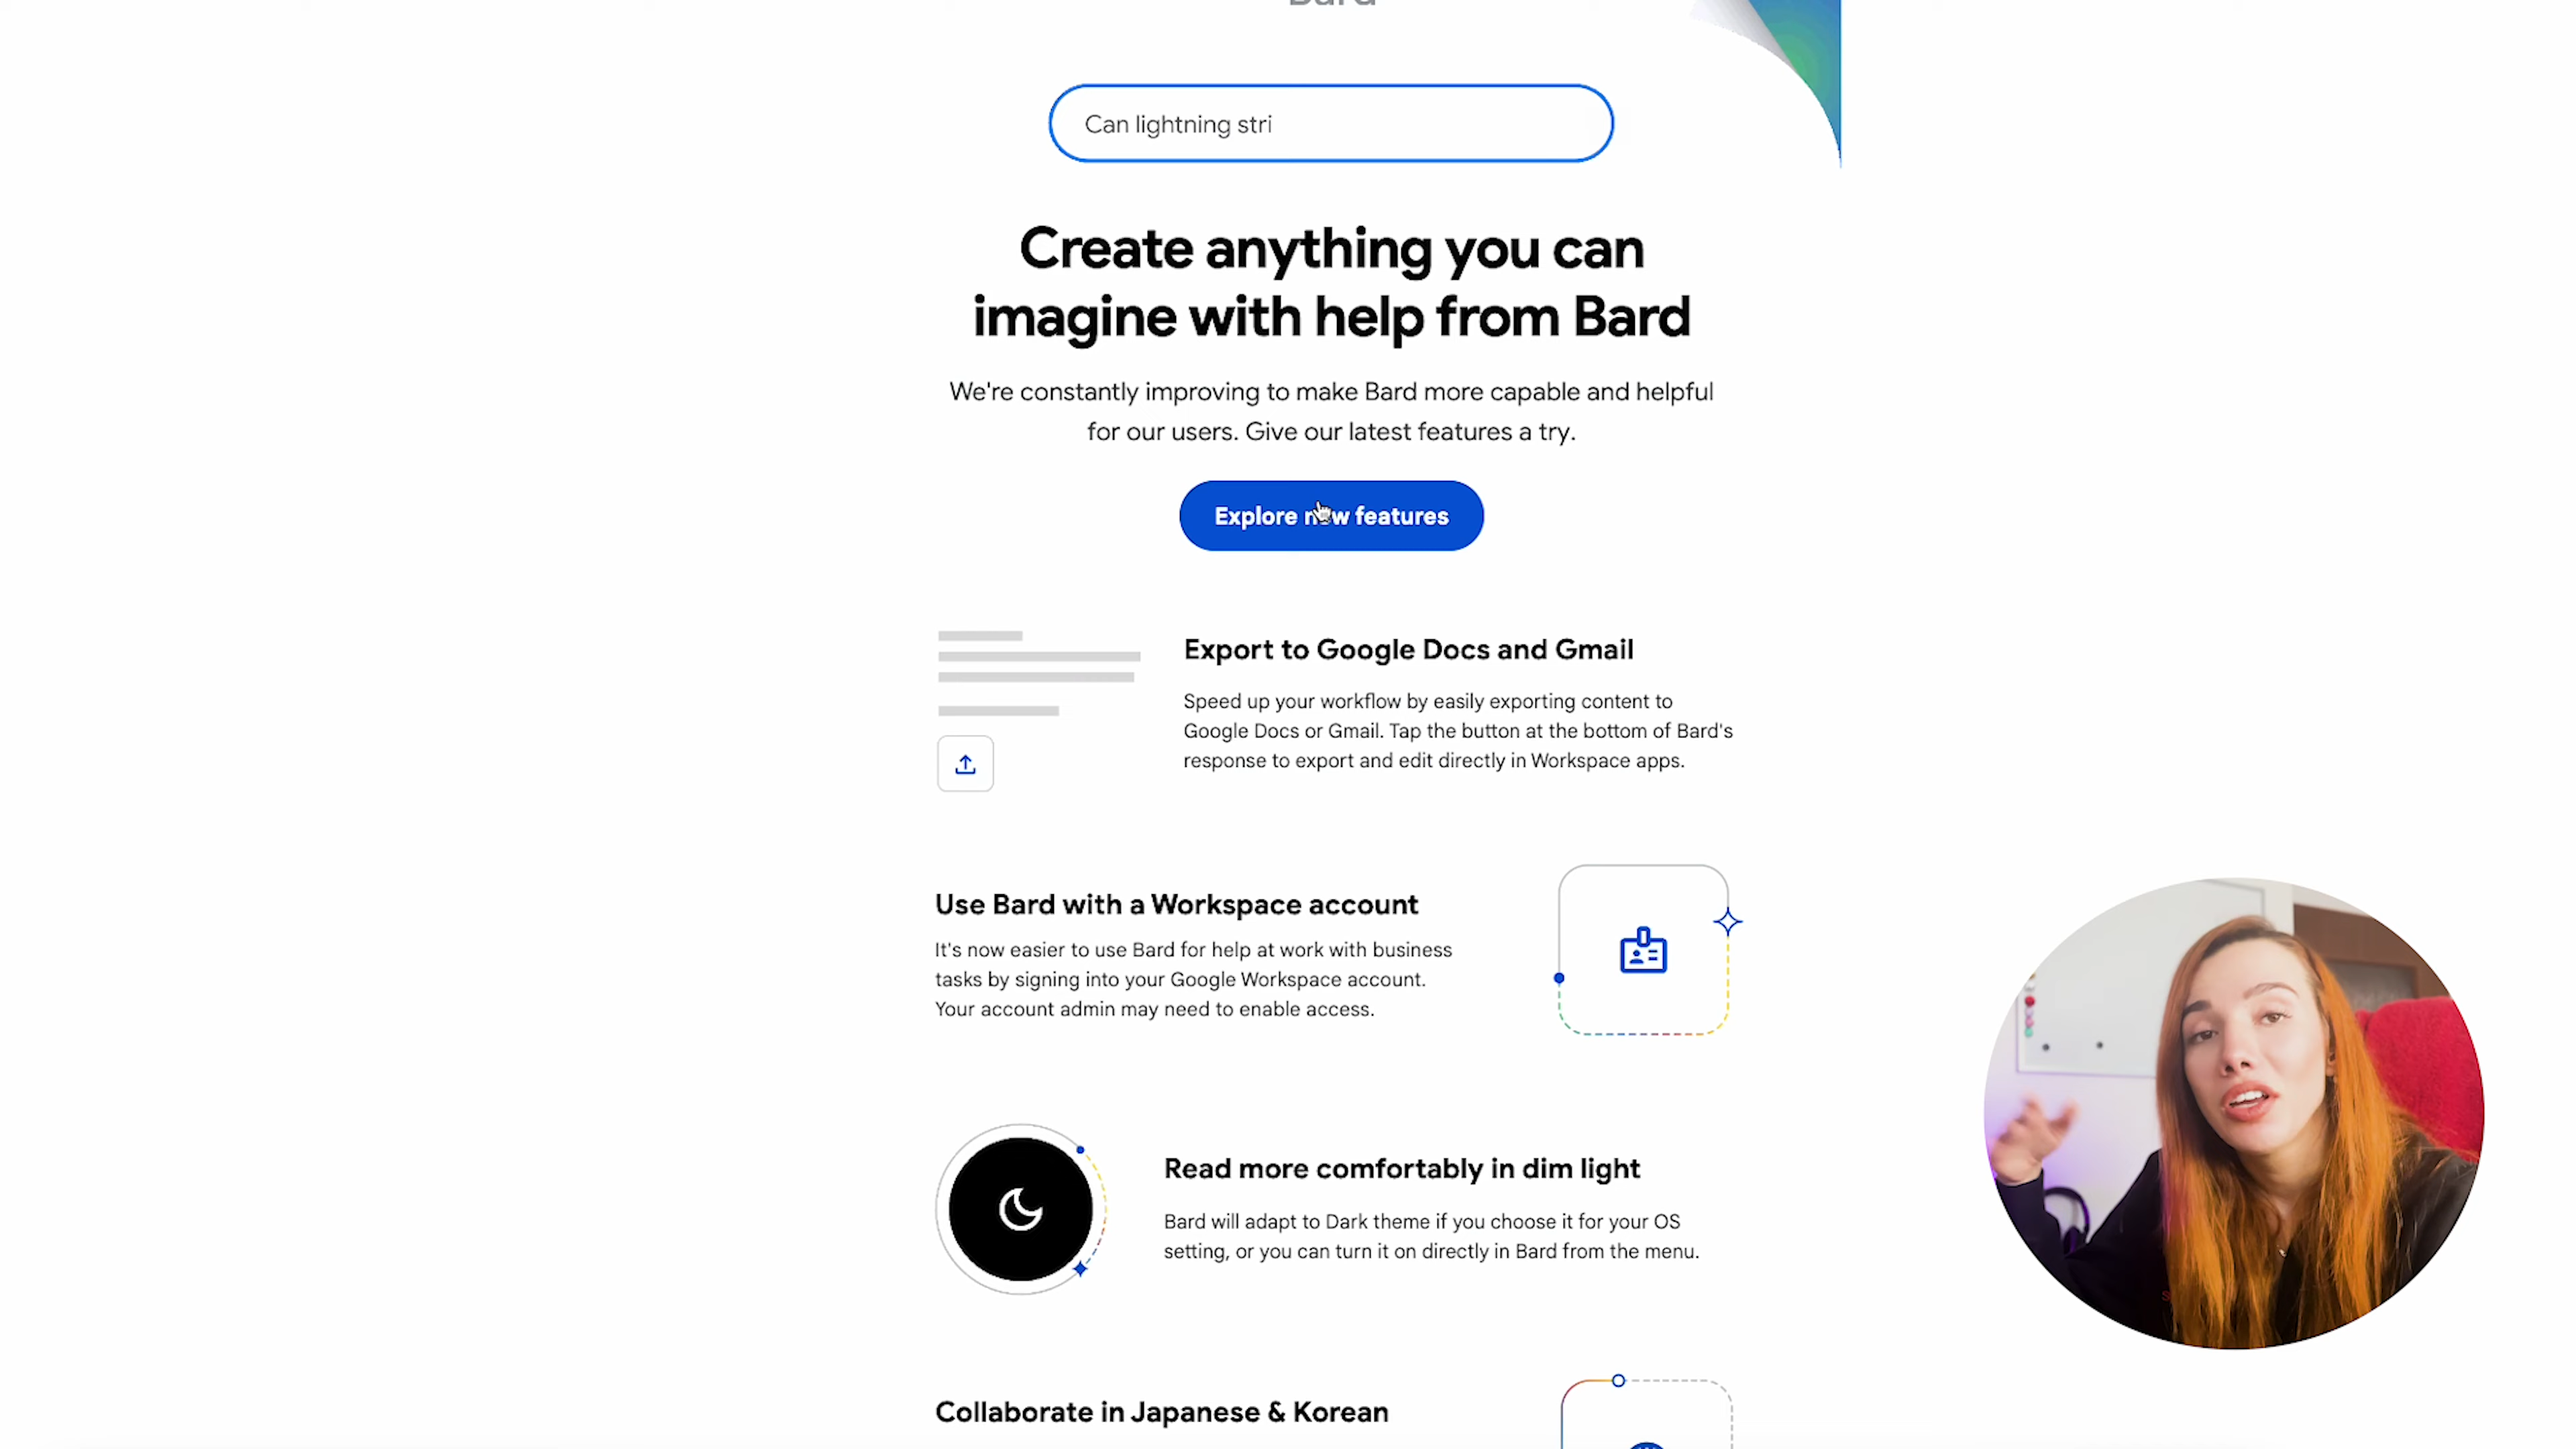 Bard
Can lightning stri
Create anything you can
imagine with help from Bard
We're constantly improving to make Bard more capable and helpful
for our users. Give our latest features a try.
Explore new features
Export to Google Docs and Gmail
Speed up your workflow by easily exporting content to
Google Docs or Gmail. Tap the button at the bottom of Bard's
response to export and edit directly in Workspace apps.
Use Bard with a Workspace account
It's now easier to use Bard for help at work with business
tasks by signing into your Google Workspace account.
Your account admin may need to enable access.
Read more comfortably in dim light
Bard will adapt to Dark theme if you choose it for your OS
setting, or you can turn it on directly in Bard from the menu.
Collaborate in Japanese & Korean